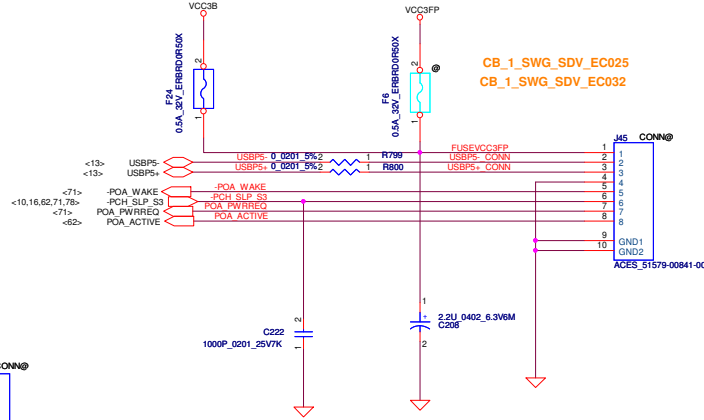 VCC3B
VCC3FP
2
F24
0.5A_32V_ERBRD0R50X
1
2
@
F6
0.5A_32V_ERBRD0R50X
1
CB_1_SWG_SDV_EC025
CB_1_SWG_SDV_EC032
J45 CONN@
FUSEVCC3FP 1 1
<13> USBP5- USBP5- 0_0201_5% 2 1 R799 USBP5-_CONN 2 2
<13> USBP5+ USBP5+ 0_0201_5% 2 1 R800 USBP5+_CONN 3 3
4 4
<71> -POA_WAKE -POA_WAKE 5 5
<10,16,62,71,78> -PCH_SLP_S3 -PCH_SLP_S3 6 6
<71> POA_PWRREQ POA_PWRREQ 7 7
<62> POA_ACTIVE POA_ACTIVE 8 8
9 GND1
10 GND2
ACES_51579-00841-00
1
+
2.2U_0402_6.3V6M
C208
2
2
C222
1000P_0201_25V7K
1
CONN@